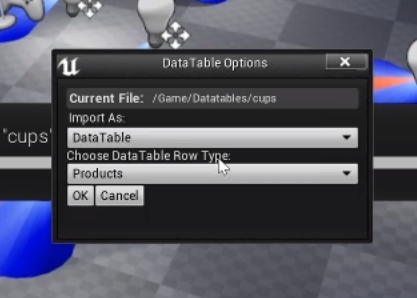 DataTable Options
Current File: /Game/Datatables/cups
Import As:
DataTable
"cups"
Choose DataTable Row Type:
Products
OK Cancel